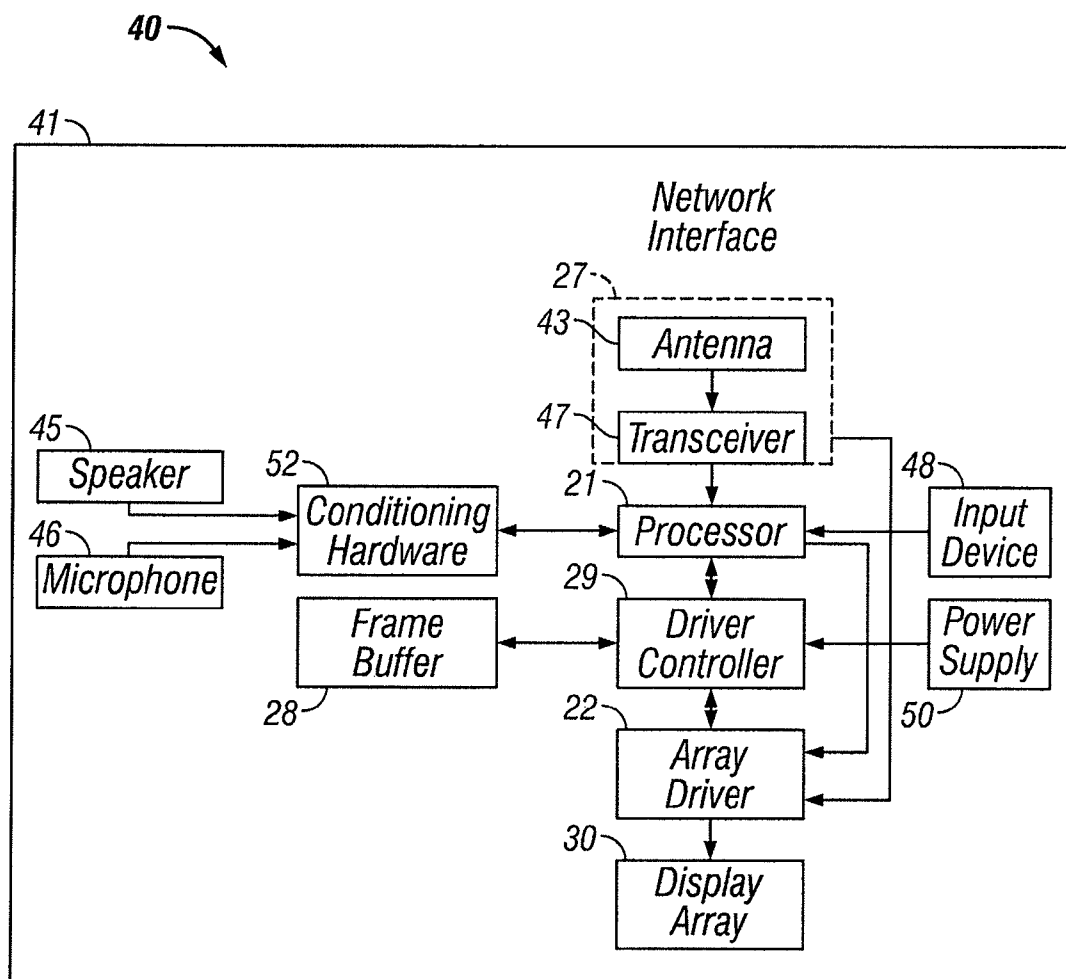 40
41
Network
Interface
27
43
Antenna
47
Transceiver
45
Speaker
52
Conditioning
Hardware
21
Processor
48
Input
Device
46
Microphone
29
Frame
Buffer
Driver
Controller
Power
Supply
28
22
50
Array
Driver
30
Display
Array